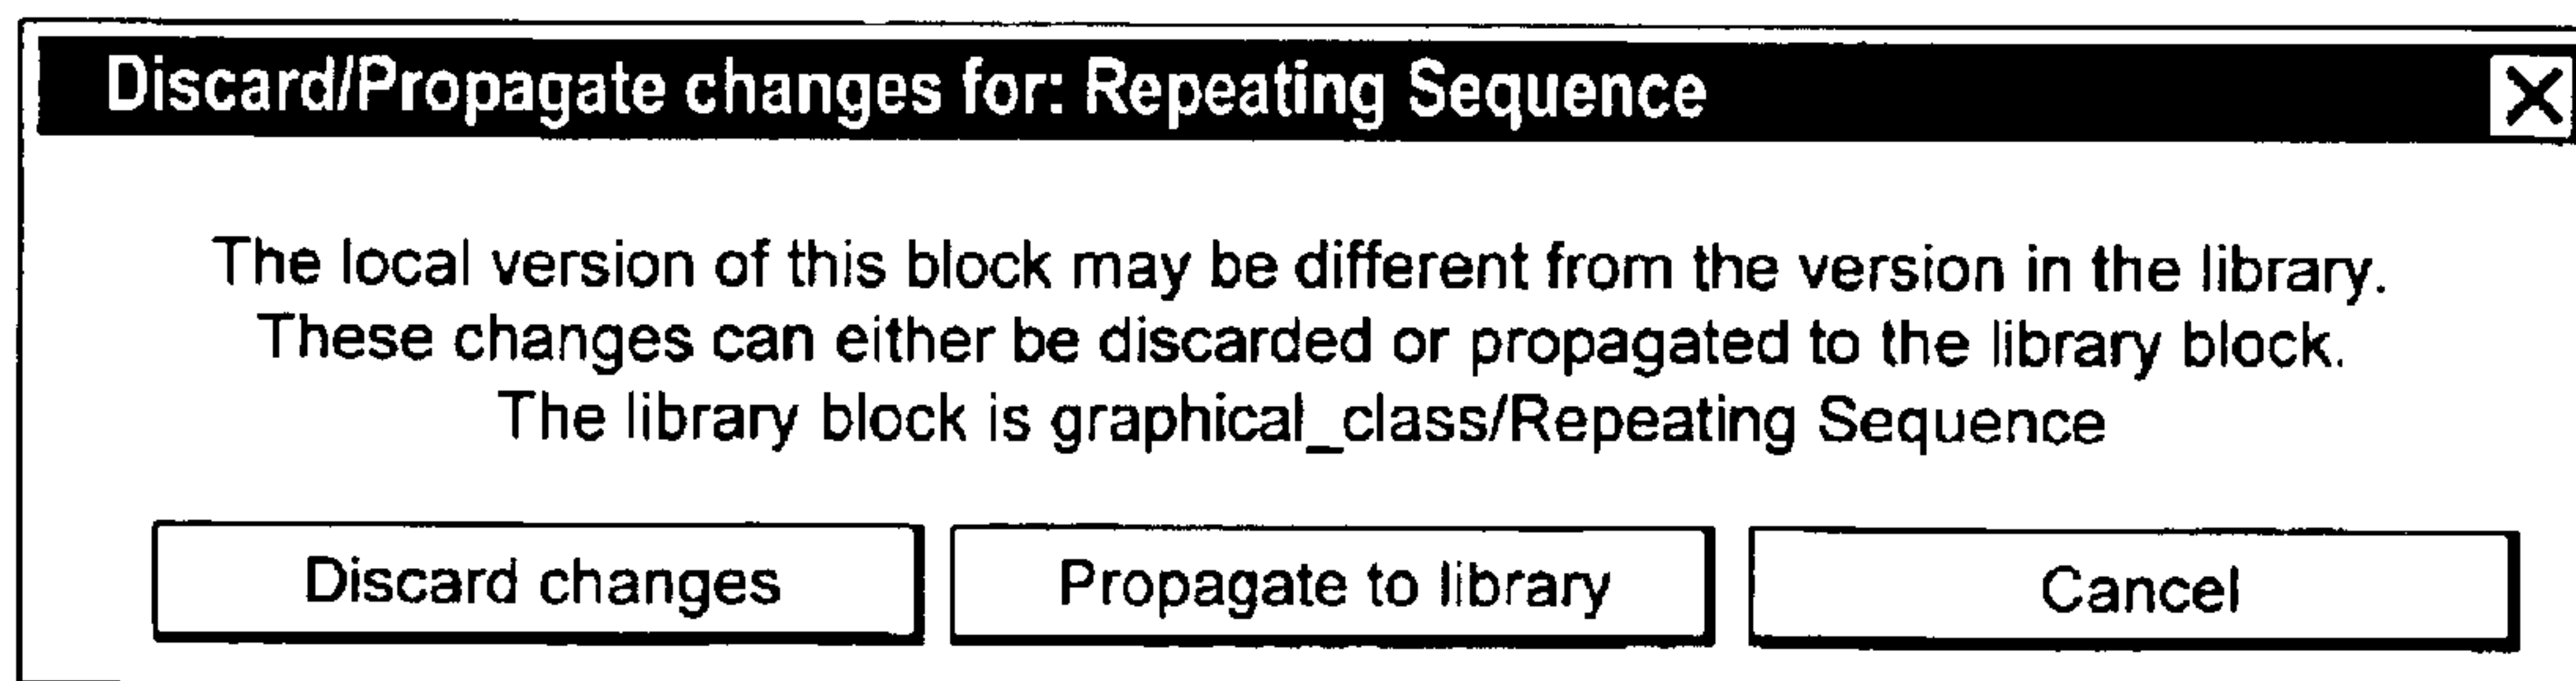 Discard/Propagate changes for: Repeating Sequence
The local version of this block may be different from the version in the library.
These changes can either be discarded or propagated to the library block.
The library block is graphical_class/Repeating Sequence
Discard changes
Propagate to library
Cancel